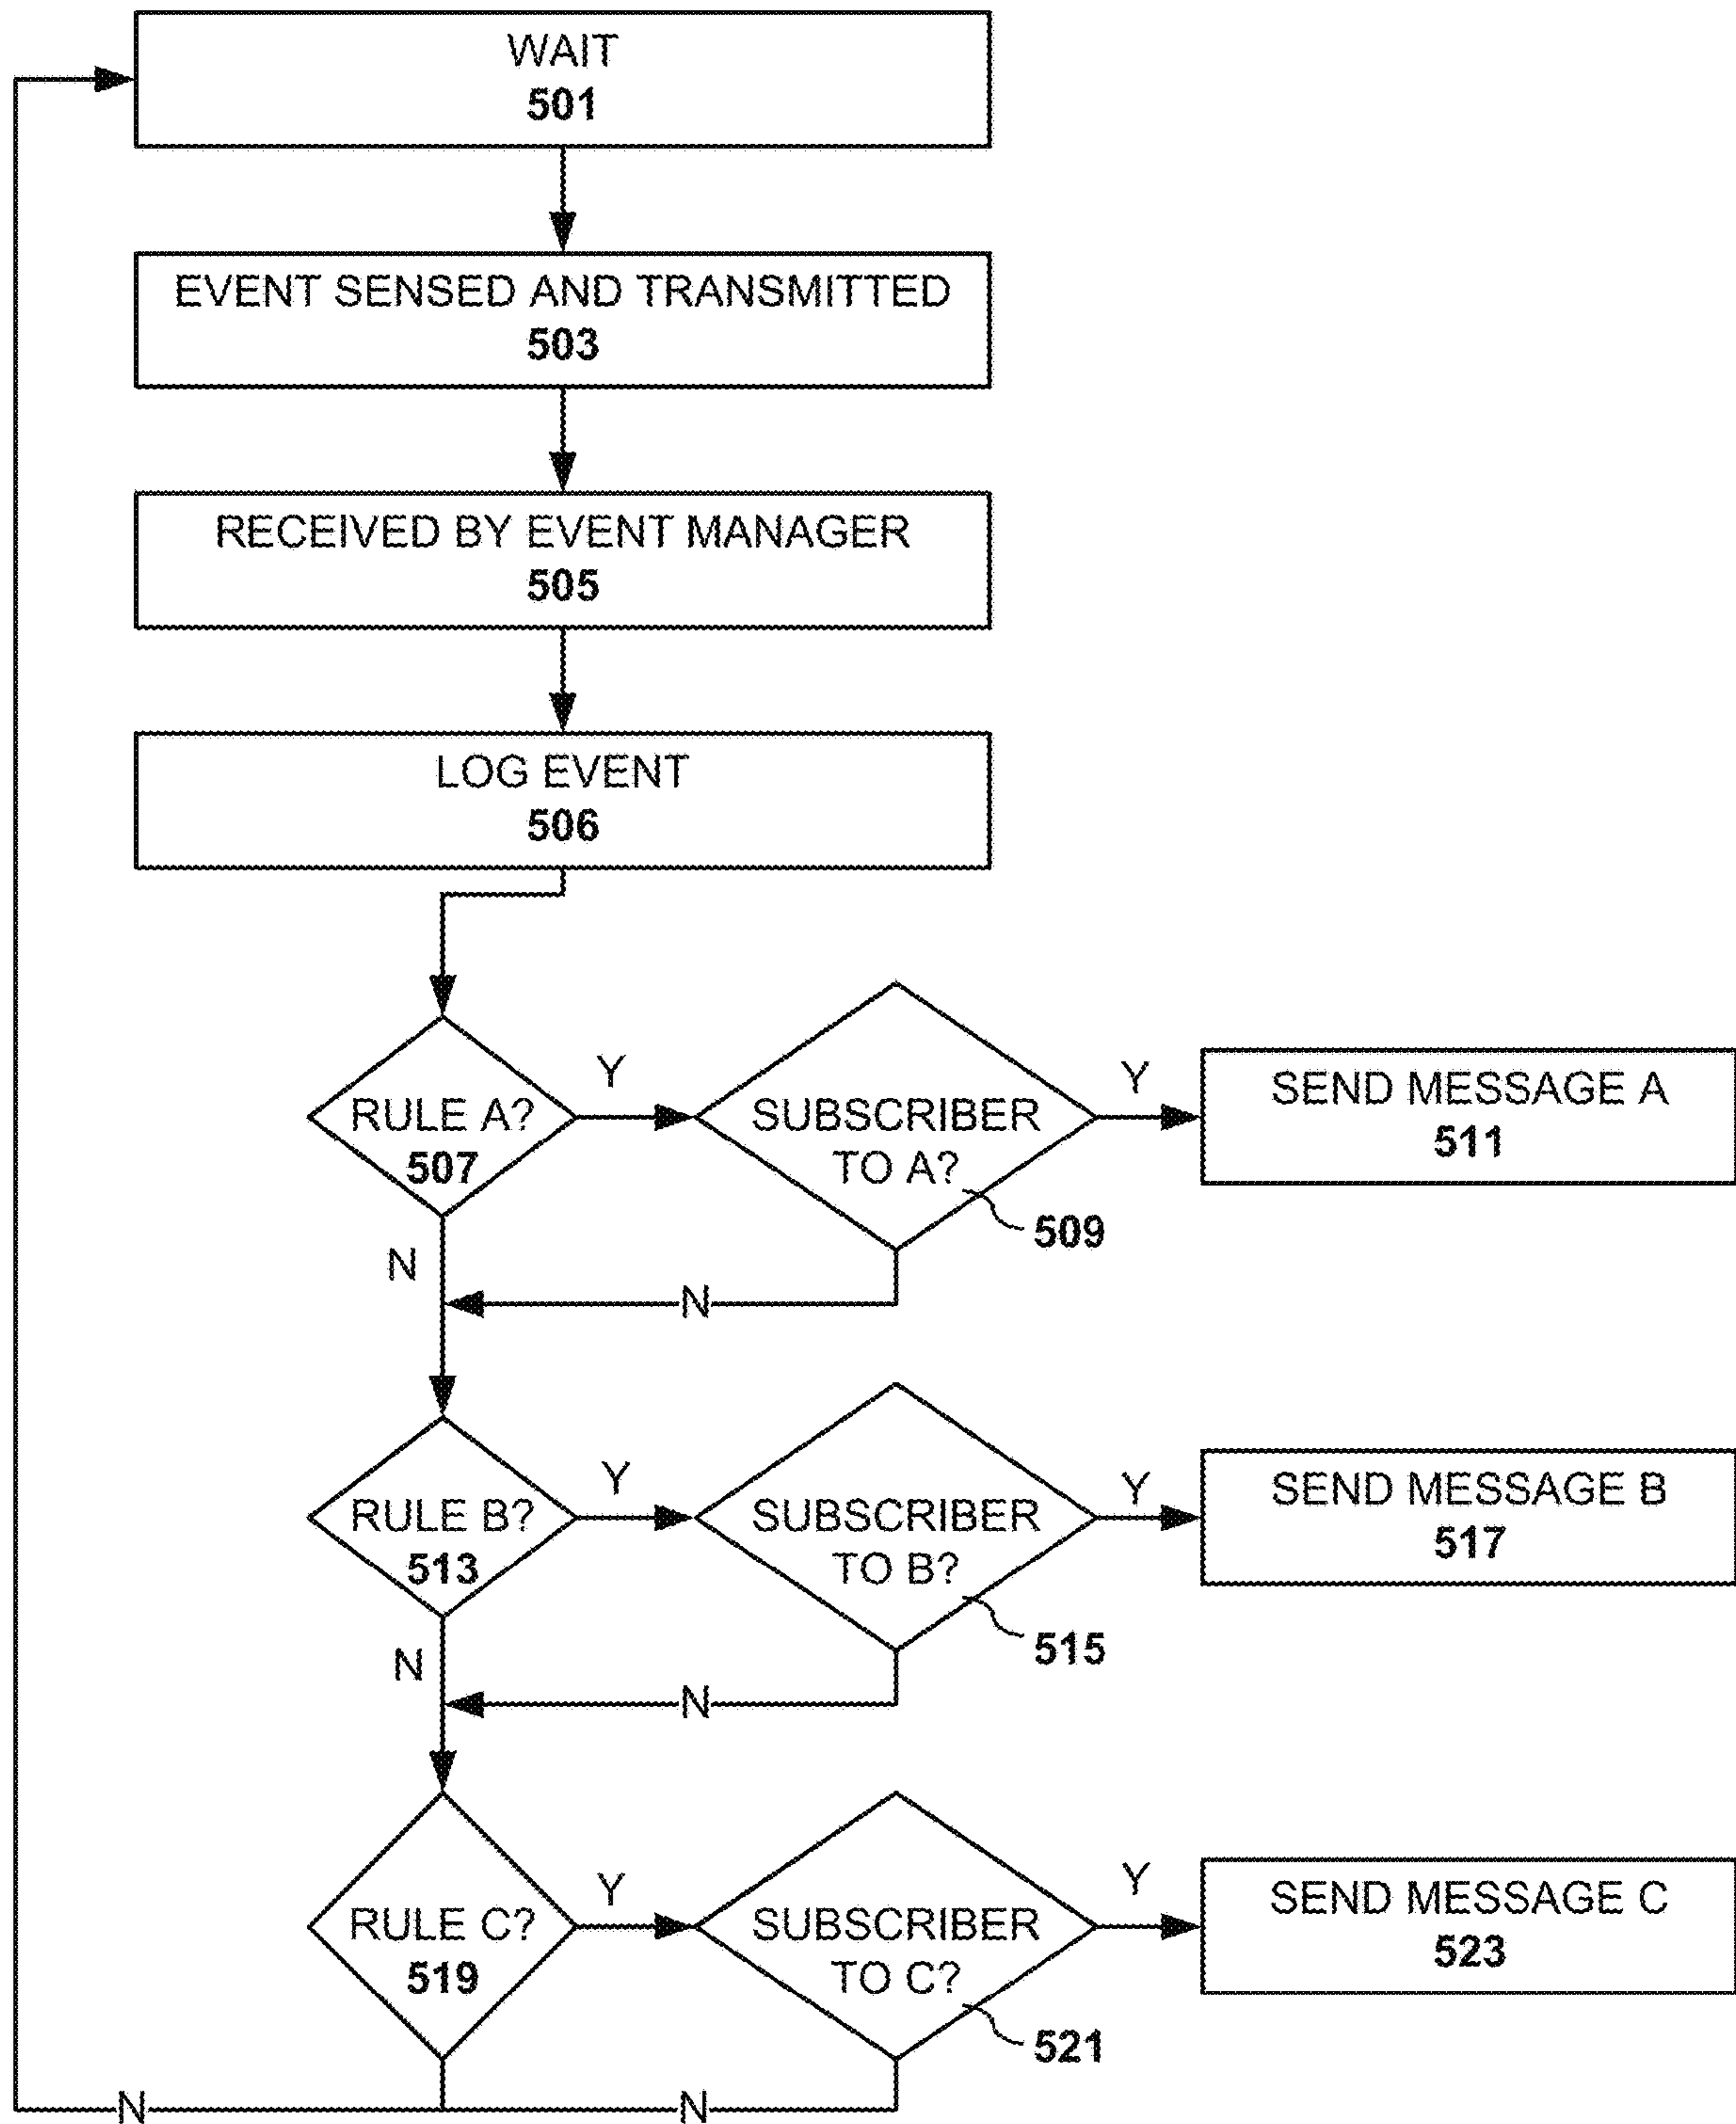 WAIT
501
EVENT SENSED AND TRANSMITTED
503
RECEIVED BY EVENT MANAGER
505
LOG EVENT
506
RULE A?
507
Y
SUBSCRIBER
TO A?
509
Y
SEND MESSAGE A
511
N
N
RULE B?
513
Y
SUBSCRIBER
TO B?
515
Y
SEND MESSAGE B
517
N
N
RULE C?
519
Y
SUBSCRIBER
TO C?
521
Y
SEND MESSAGE C
523
N
N